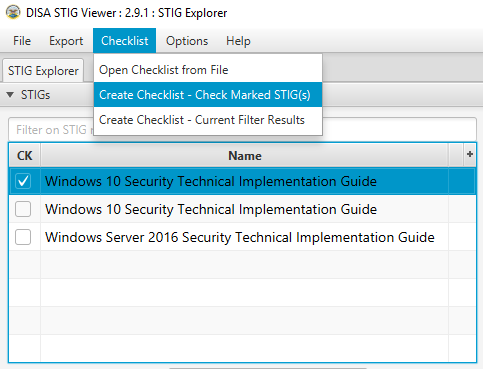 DISA STIG Viewer : 2.9.1 : STIG Explorer
File Export Checklist Options Help
STIG Explorer
Open Checklist from File
STIGs
Create Checklist - Check Marked STIG(s)
Create Checklist - Current Filter Results
Filter on STIG
CK Name +
Windows 10 Security Technical Implementation Guide
Windows 10 Security Technical Implementation Guide
Windows Server 2016 Security Technical Implementation Guide